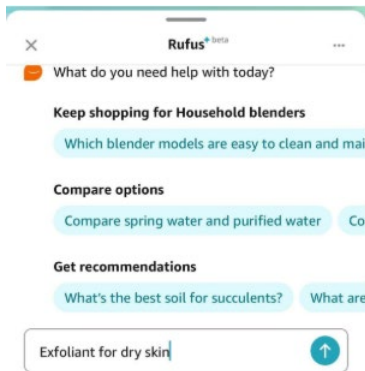 Rufus beta
What do you need help with today?
Keep shopping for Household blenders
Which blender models are easy to clean and mai
Compare options
Compare spring water and purified water Co
Get recommendations
What's the best soil for succulents? What are
Exfoliant for dry skin